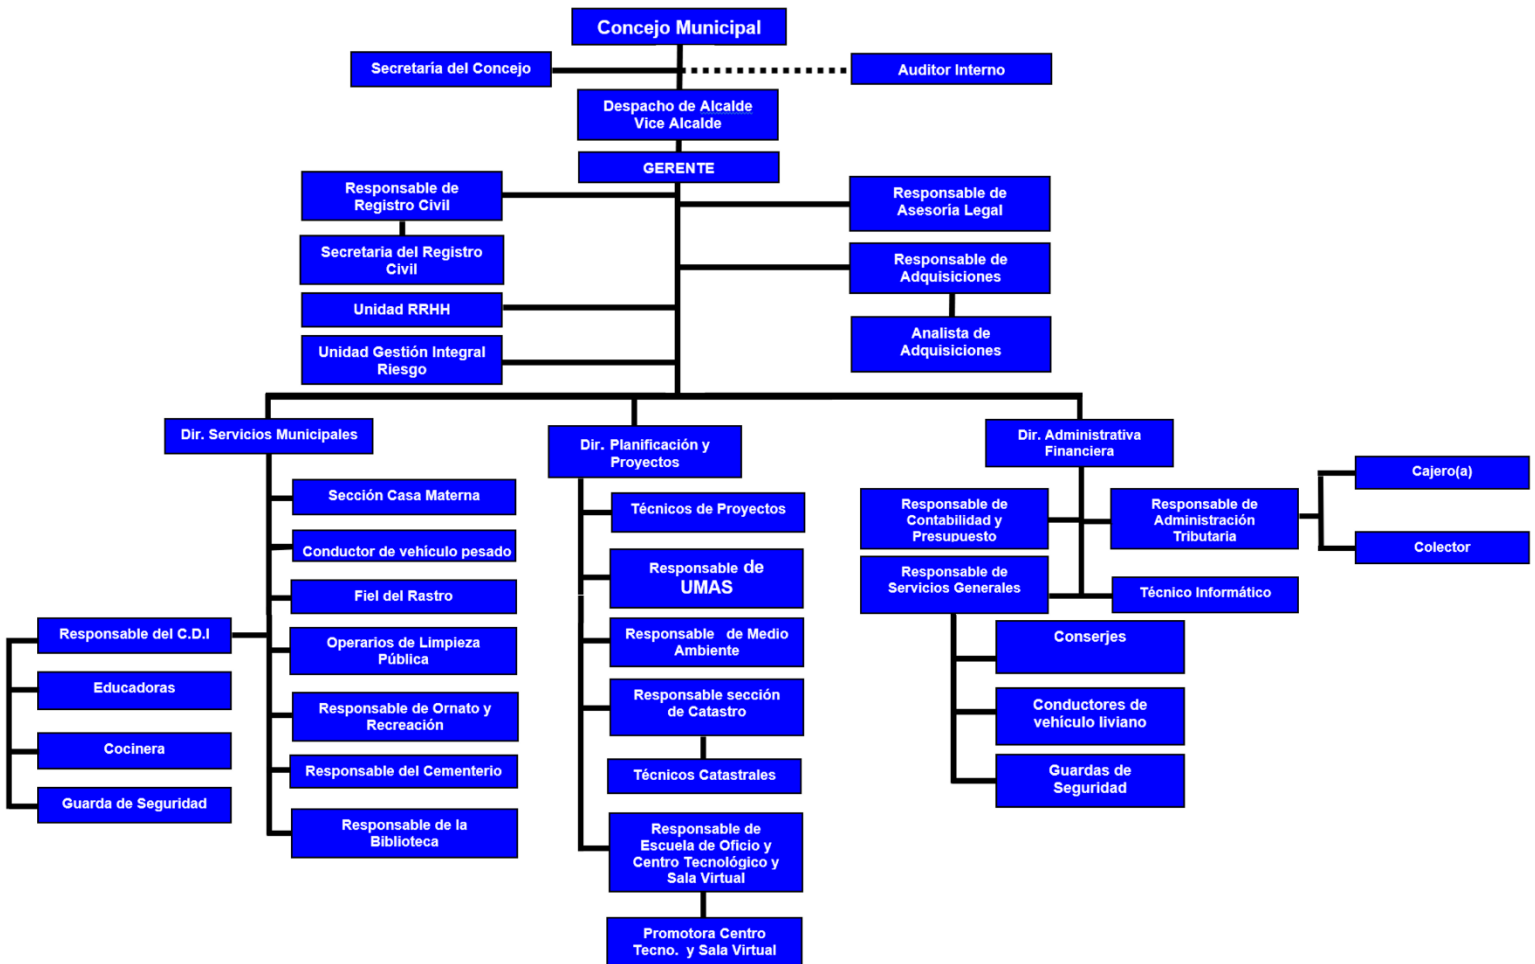 Concejo Municipal
Secretaría del Concejo
Auditor Interno
Despacho de Alcalde
Vice Alcalde
GERENTE
Responsable de
Registro Civil
Responsable de
Asesoría Legal
Secretaria del Registro
Civil
Responsable de
Adquisiciones
Unidad RRHH
Analista de
Adquisiciones
Unidad Gestión Integral
Riesgo
Dir. Servicios Municipales
Sección Casa Materna
Conductor de vehículo pesado
Fiel del Rastro
Responsable del C.D.I
Educadoras
Cocinera
Guarda de Seguridad
Operarios de Limpieza
Pública
Responsable de Ornato y
Recreación
Responsable del Cementerio
Responsable de la
Biblioteca
Dir. Planificación y
Proyectos
Técnicos de Proyectos
Responsable de
UMAS
Responsable de Medio
Ambiente
Responsable sección
de Catastro
Técnicos Catastrales
Responsable de
Escuela de Oficio y
Centro Tecnológico y
Sala Virtual
Promotora Centro
Tecno. y Sala Virtual
Dir. Administrativa
Financiera
Responsable de
Contabilidad y
Presupuesto
Responsable de
Administración
Tributaria
Cajero(a)
Colector
Responsable de
Servicios Generales
Técnico Informático
Conserjes
Conductores de
vehículo liviano
Guardas de
Seguridad